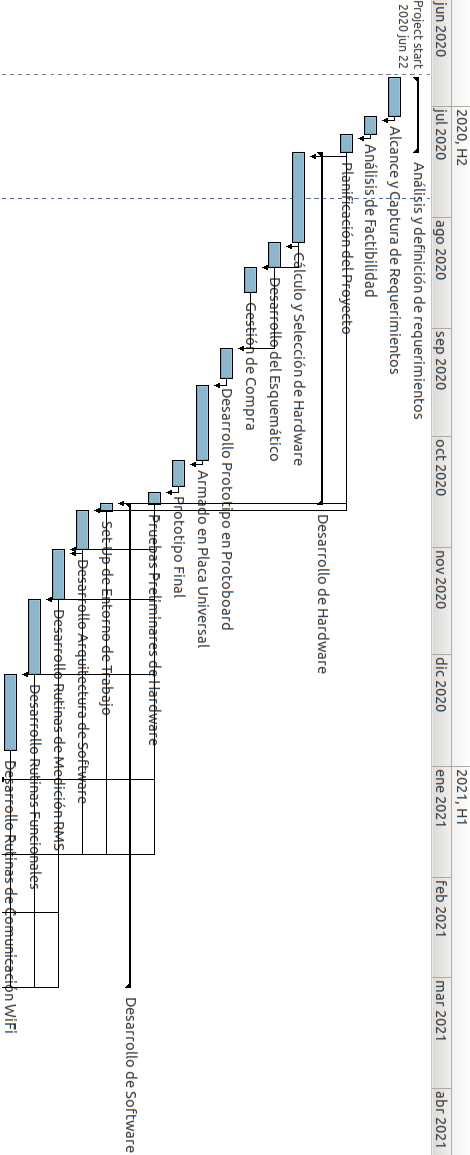 2020, H2
2021, H1
jun 2020
jul 2020
ago 2020
sep 2020
oct 2020
nov 2020
dic 2020
ene 2021
feb 2021
mar 2021
abr 2021
Project start
2020 jun 22
Análisis y definición de requerimientos
Alcance y Captura de Requerimientos
Análisis de Factibilidad
Planificación del Proyecto
Desarrollo de Hardware
Cálculo y Selección de Hardware
Desarrollo del Esquemático
Gestión de Compra
Desarrollo Prototipo en Protoboard
Armado en Placa Universal
Prototipo Final
Pruebas Preliminares de Hardware
Desarrollo de Software
Set Up de Entorno de Trabajo
Desarrollo Arquitectura de Software
Desarrollo Rutinas de Medición RMS
Desarrollo Rutinas Funcionales
Desarrollo Rutinas de Comunicación WiFi